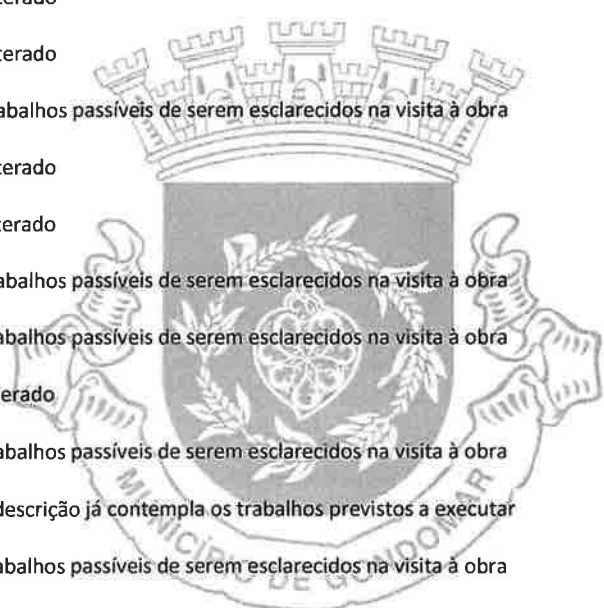 terado
terado
abalhos passíveis de serem esclarecidos na visita à obra
terado
terado
abalhos passíveis de serem esclarecidos na visita à obra
abalhos passíveis de serem esclarecidos na visita à obra
terado
abalhos passíveis de serem esclarecidos na visita à obra
descrição já contempla os trabalhos previstos a executar
abalhos passíveis de serem esclarecidos na visita à obra
MUNICÍPIO DE GONDOMAR